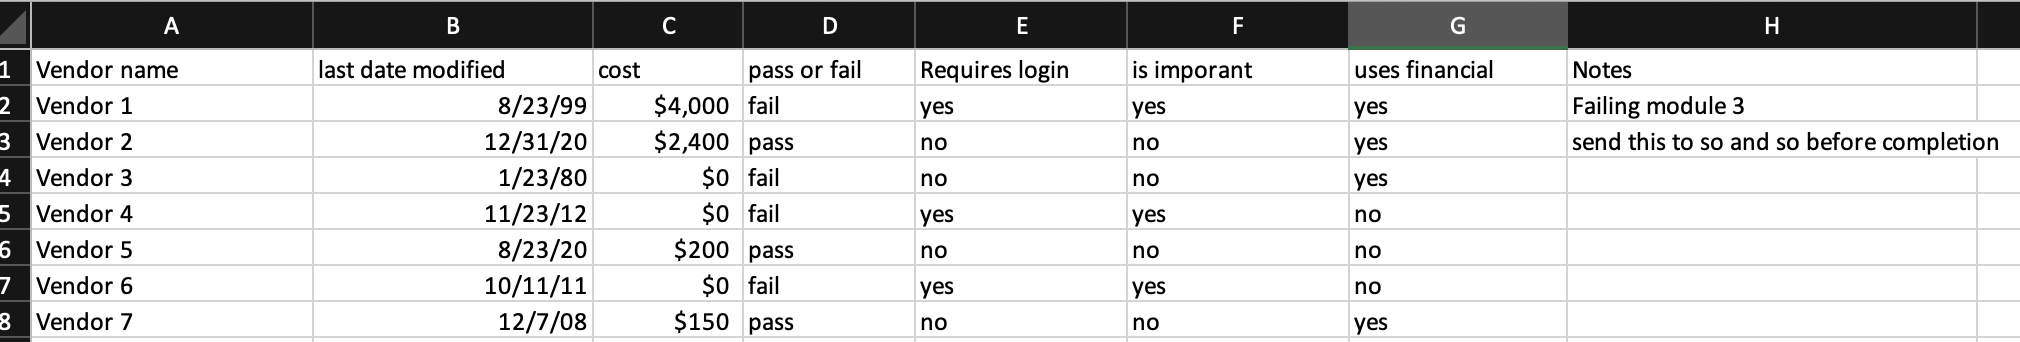 A B C D E F G H
1 Vendor name last date modified cost pass or fail Requires login is imporant uses financial Notes
2 Vendor 1 8/23/99 $4,000 fail yes yes yes Failing module 3
3 Vendor 2 12/31/20 $2,400 pass no no yes send this to so and so before completion
4 Vendor 3 1/23/80 $0 fail no no yes
5 Vendor 4 11/23/12 $0 fail yes yes no
6 Vendor 5 8/23/20 $200 pass no no no
7 Vendor 6 10/11/11 $0 fail yes yes no
8 Vendor 7 12/7/08 $150 pass no no yes